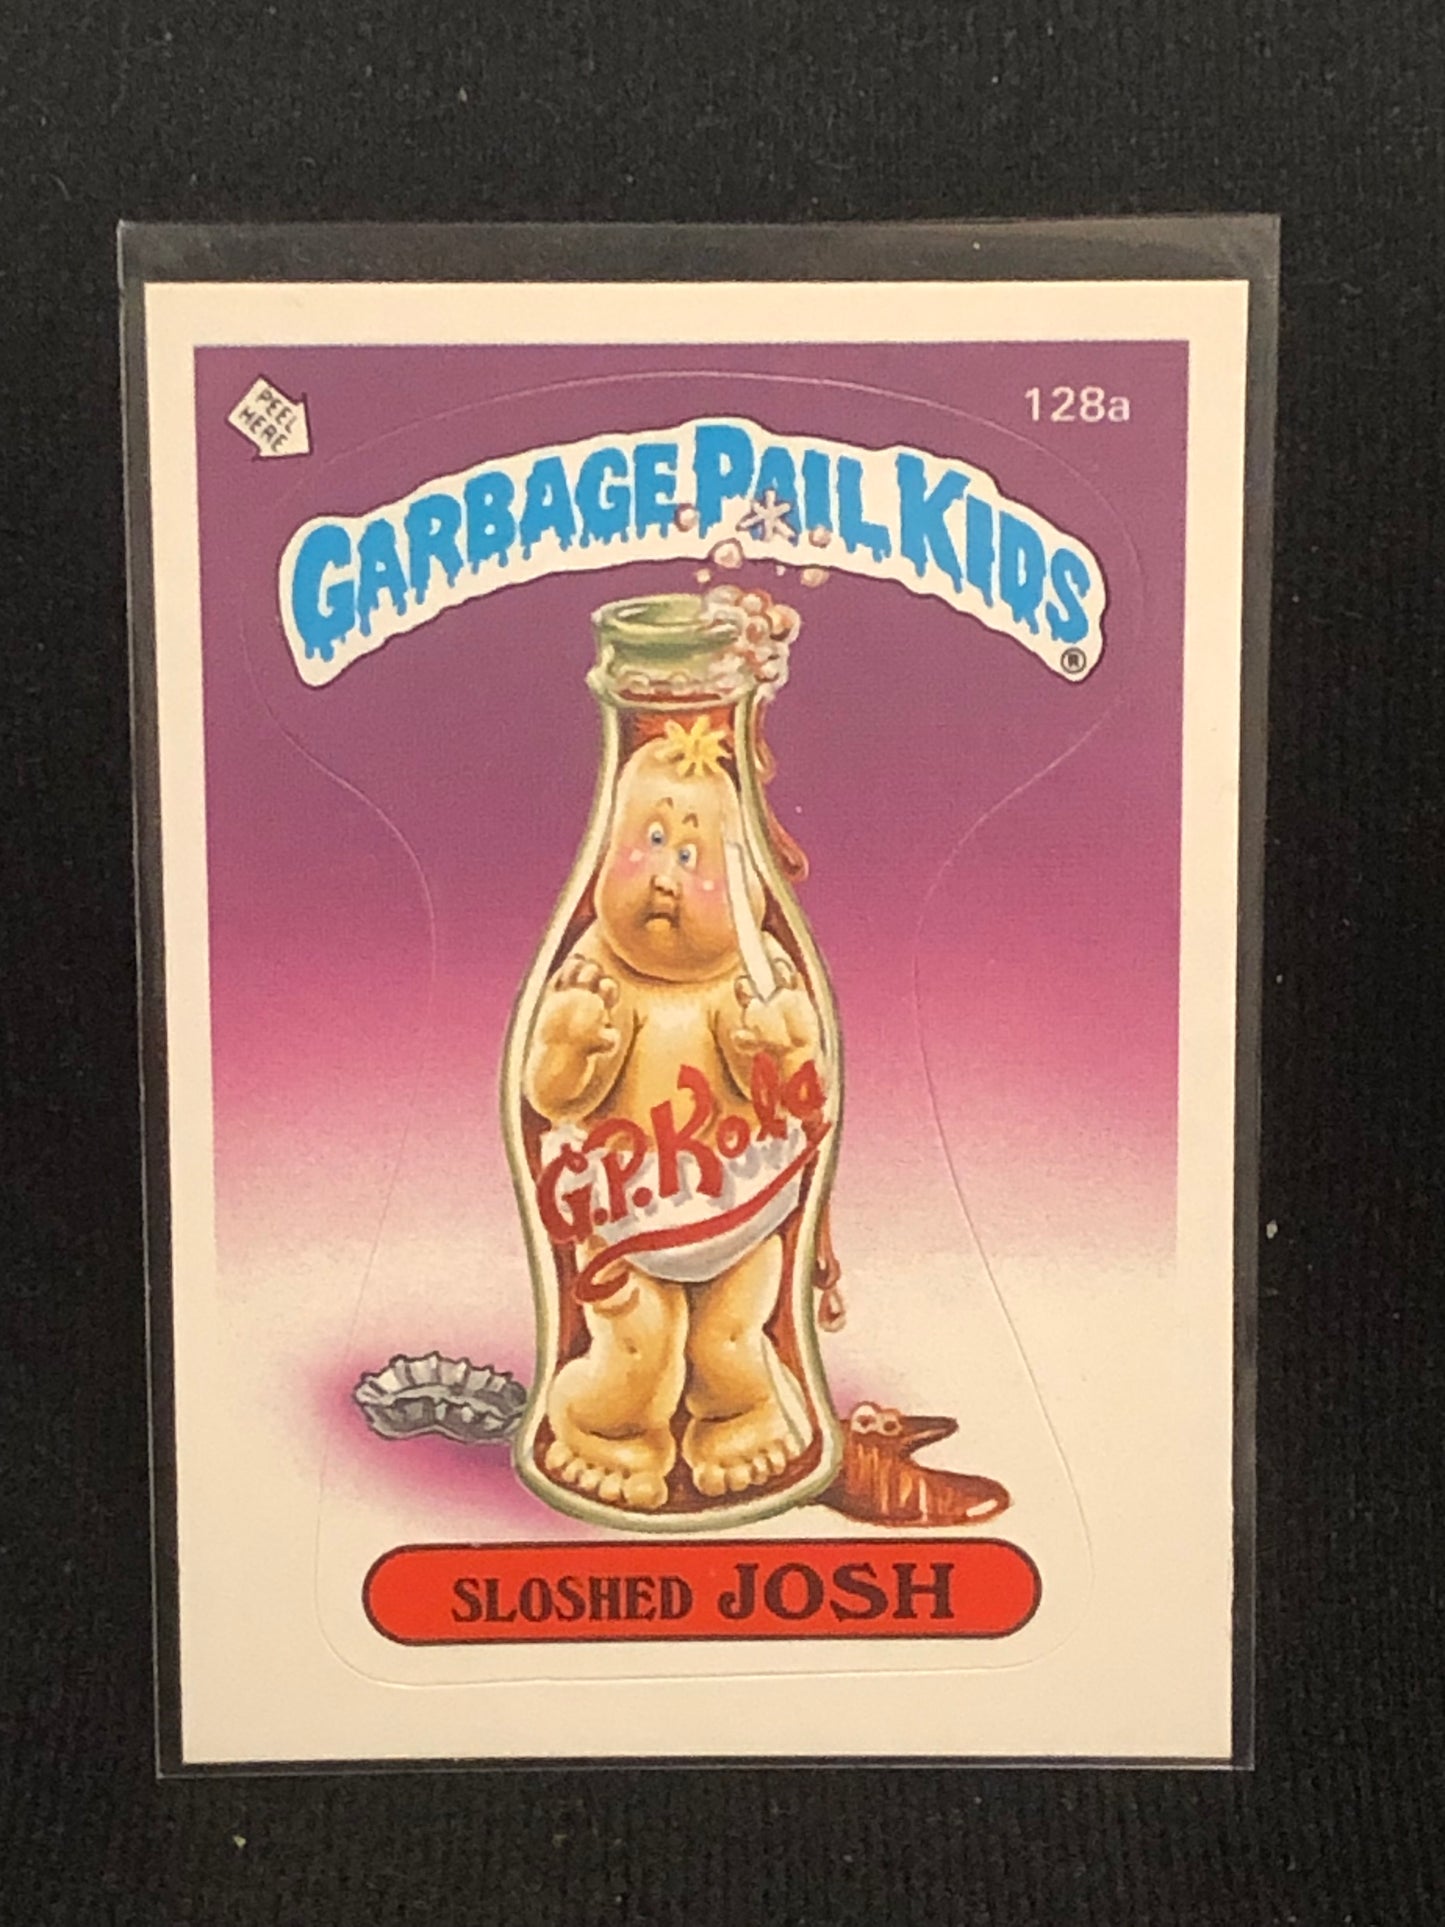 PEEL
HERE
128a
GARBAGE PAIL KIDS
®
G.P. Kola
SLOSHED JOSH